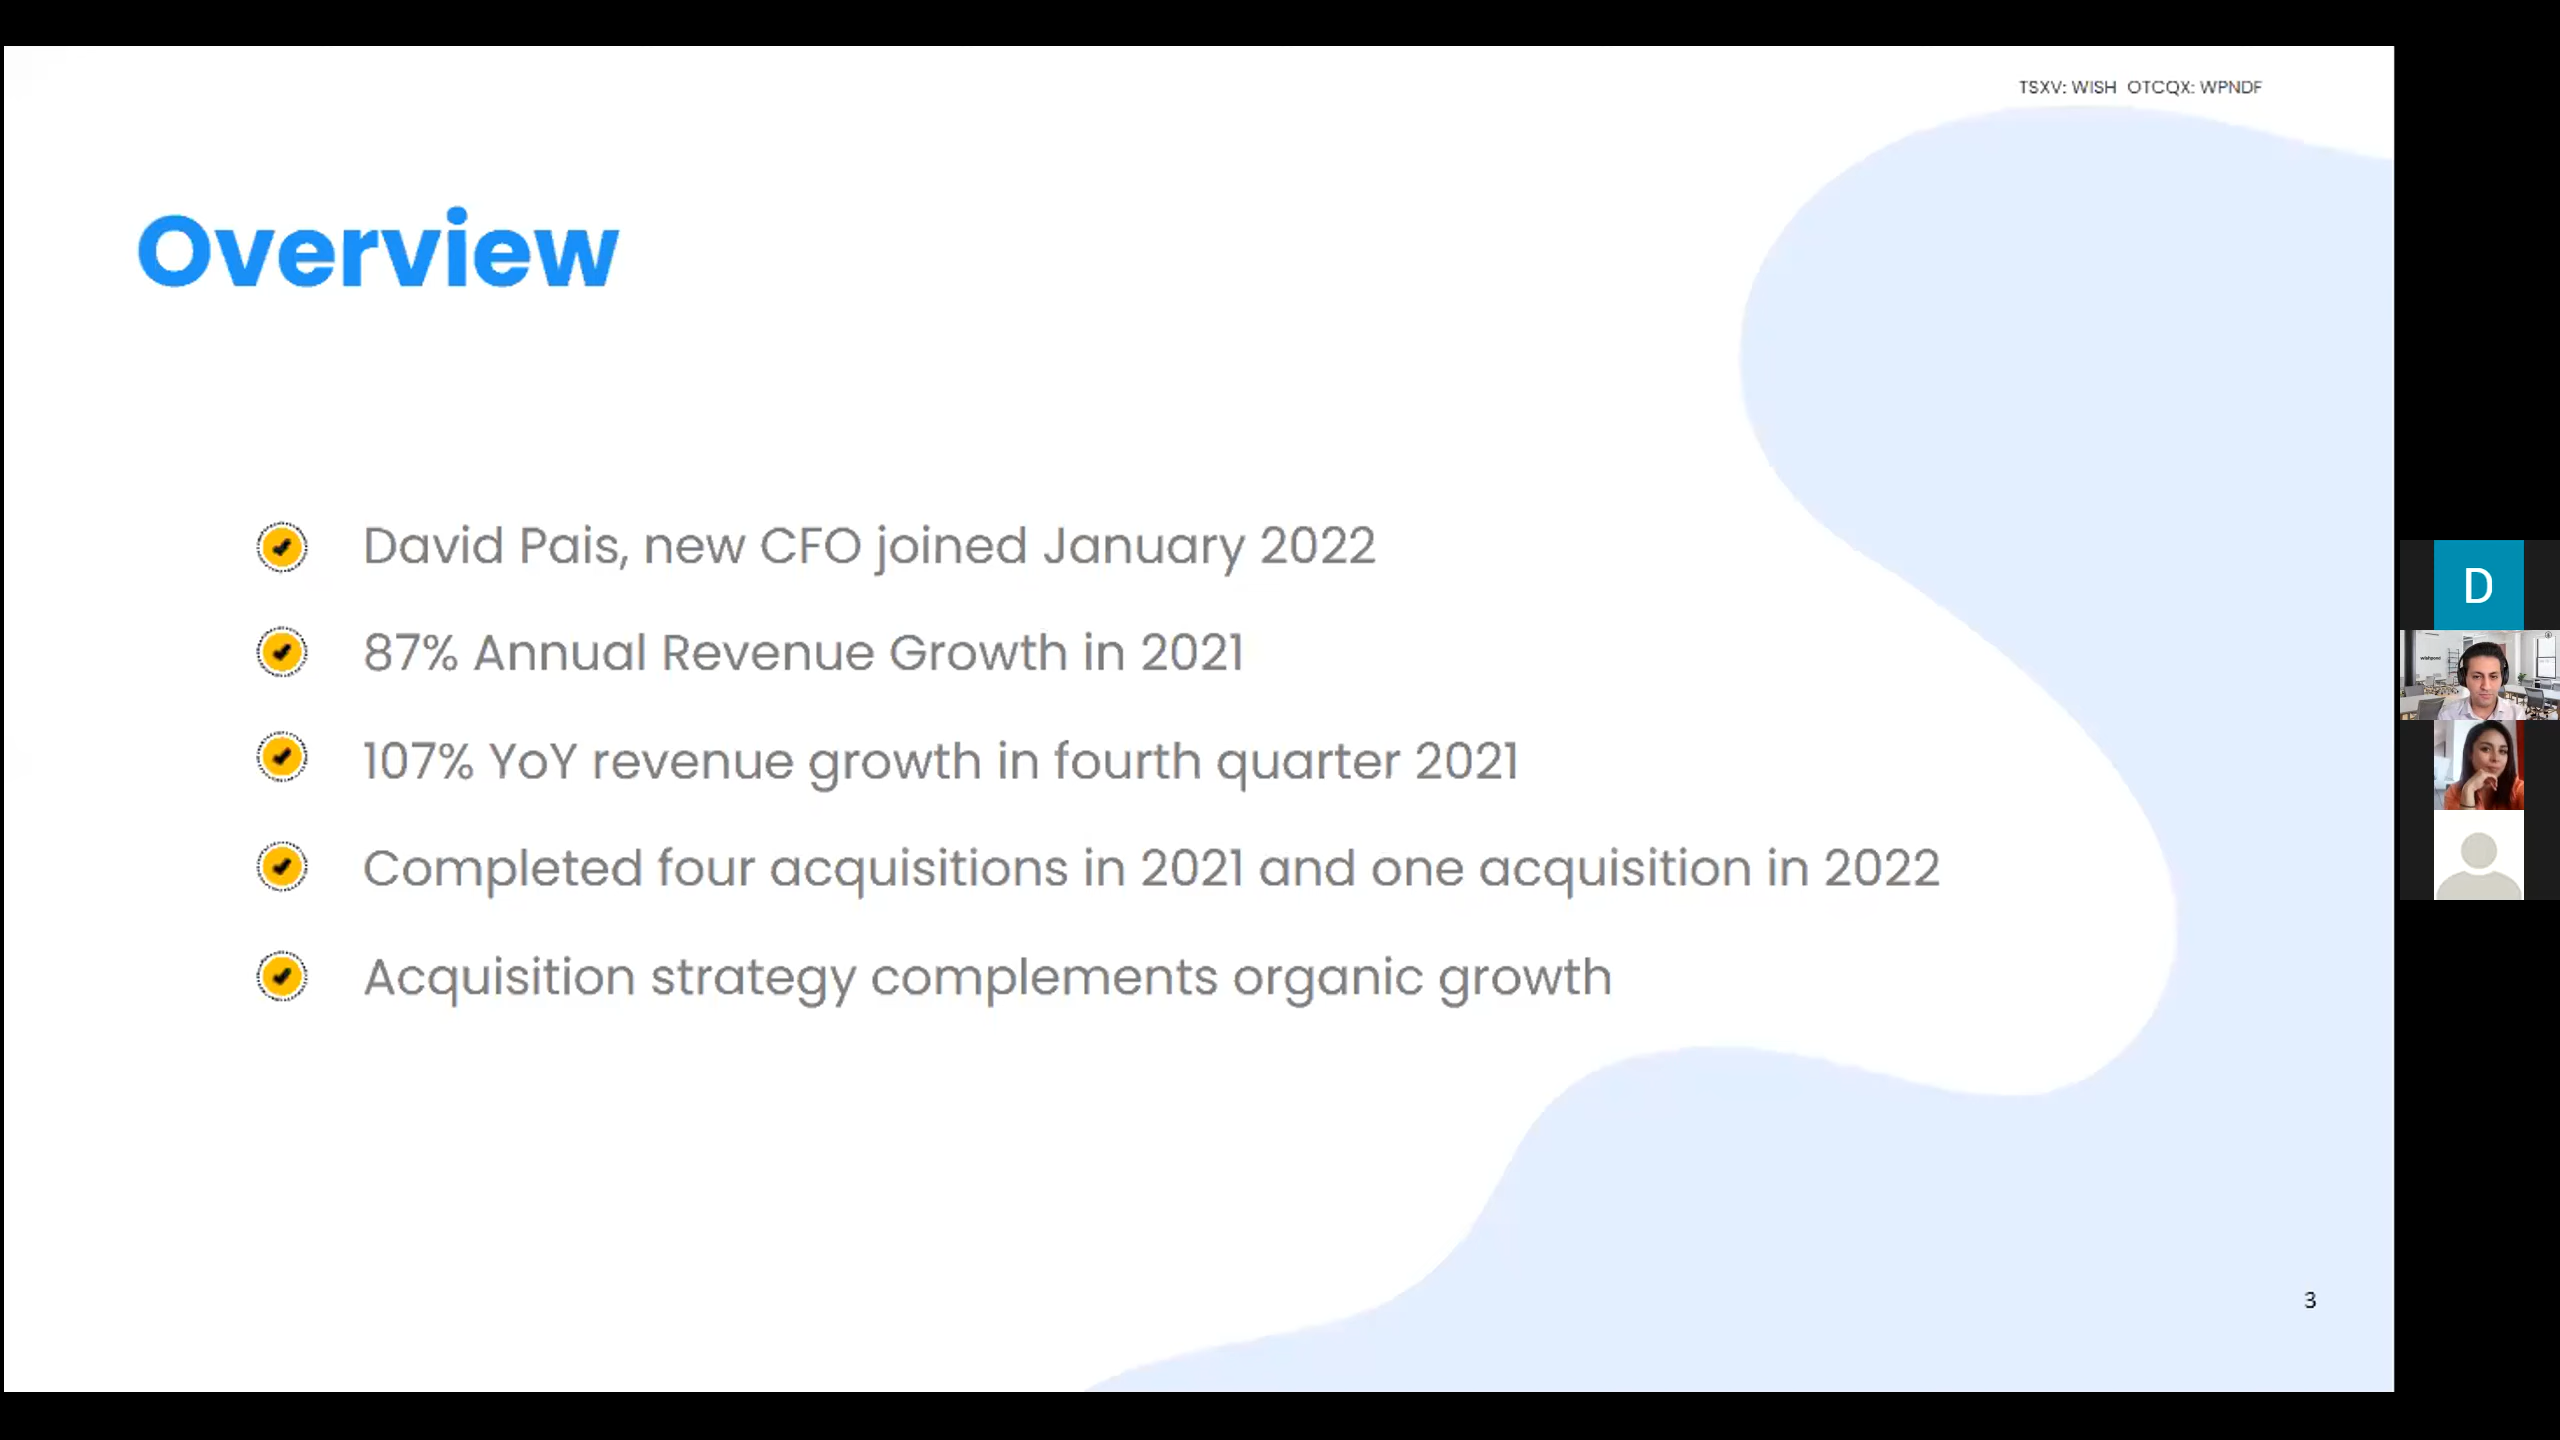 TSXV: WISH OTCQX: WPNDF
Overview
David Pais, new CFO joined January 2022
87% Annual Revenue Growth in 2021
107% YoY revenue growth in fourth quarter 2021
Completed four acquisitions in 2021 and one acquisition in 2022
Acquisition strategy complements organic growth
3
D
wishpond